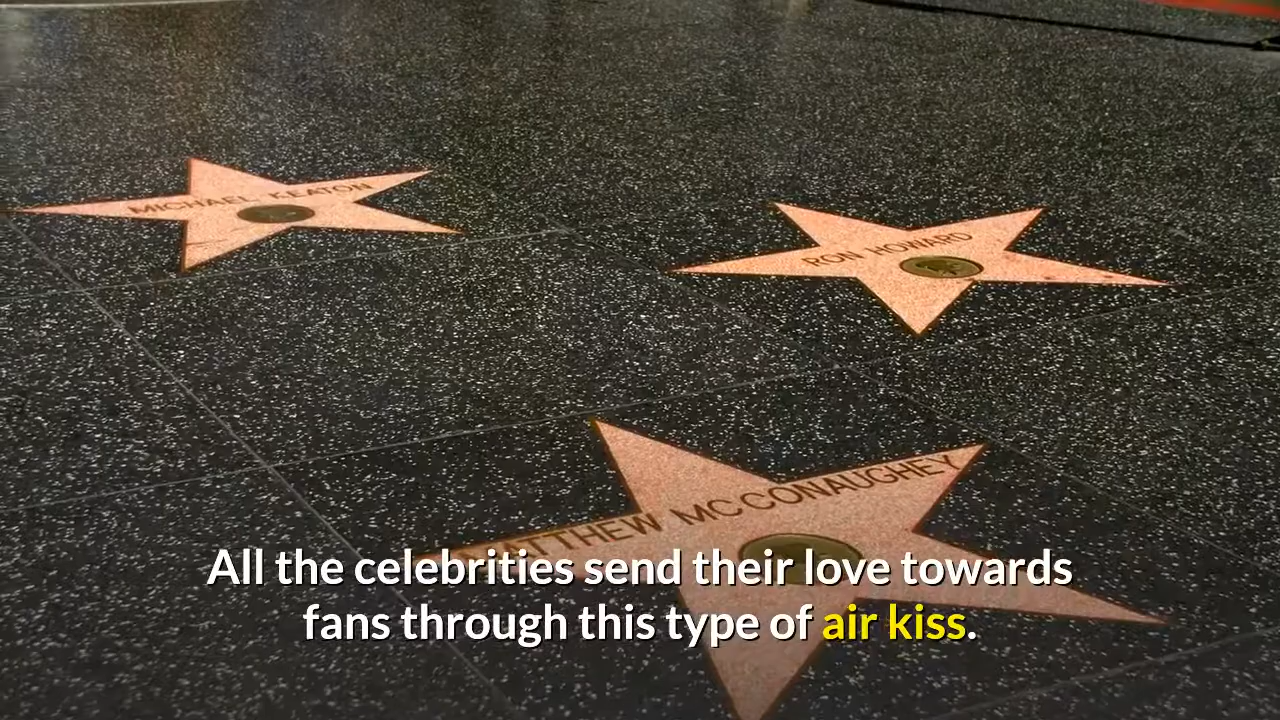 MICHAEL KEATON
RON HOWARD
MATTHEW MCCONAUGHEY
All the celebrities send their love towards
fans through this type of air kiss.